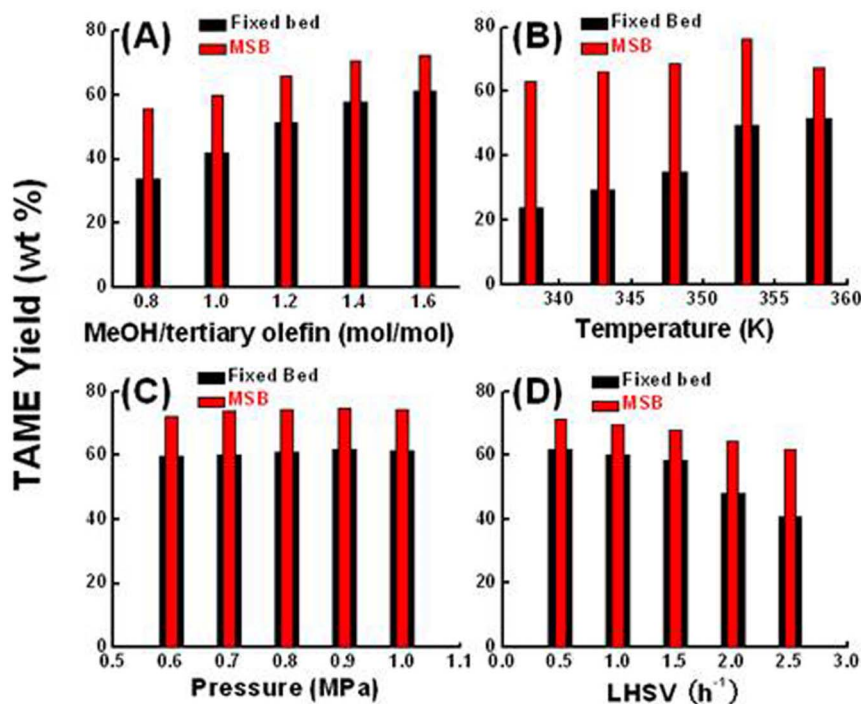 TAME Yield (wt %)
(A)
Fixed bed
MSB
80
60
40
20
0
0.8 1.0 1.2 1.4 1.6
MeOH/tertiary olefin (mol/mol)
(B)
Fixed Bed
MSB
80
60
40
20
0
340 345 350 355 360
Temperature (K)
(C)
Fixed Bed
MSB
80
60
40
20
0
0.5 0.6 0.7 0.8 0.9 1.0 1.1
Pressure (MPa)
(D)
Fixed bed
MSB
80
60
40
20
0
0.0 0.5 1.0 1.5 2.0 2.5 3.0
LHSV (h⁻¹)